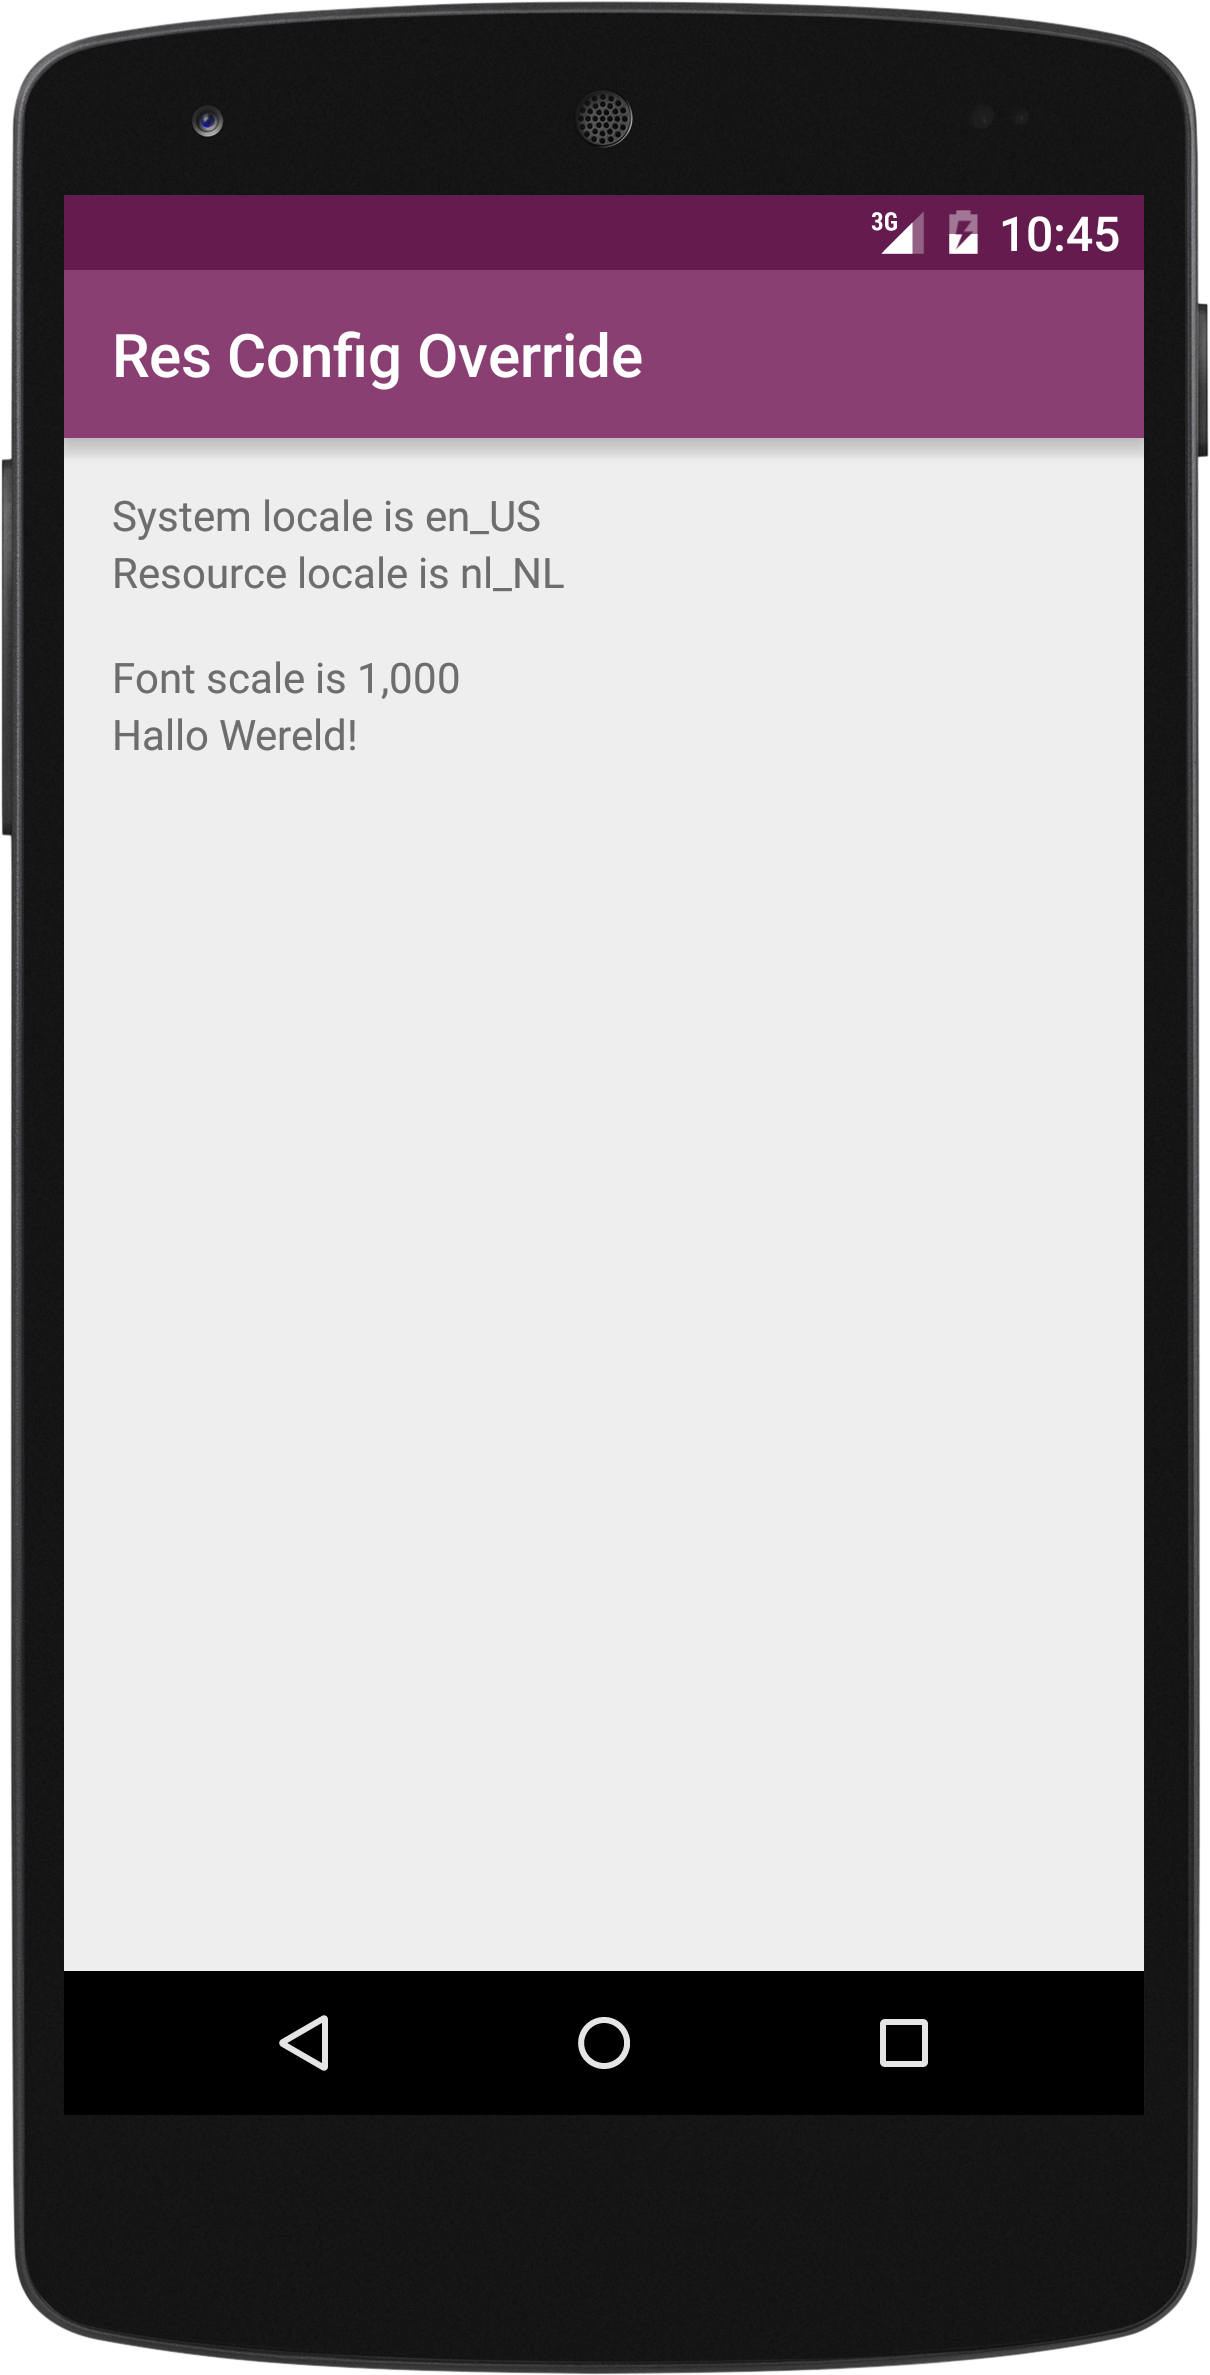 3G 10:45
Res Config Override
System locale is en_US
Resource locale is nl_NL
Font scale is 1,000
Hallo Wereld!